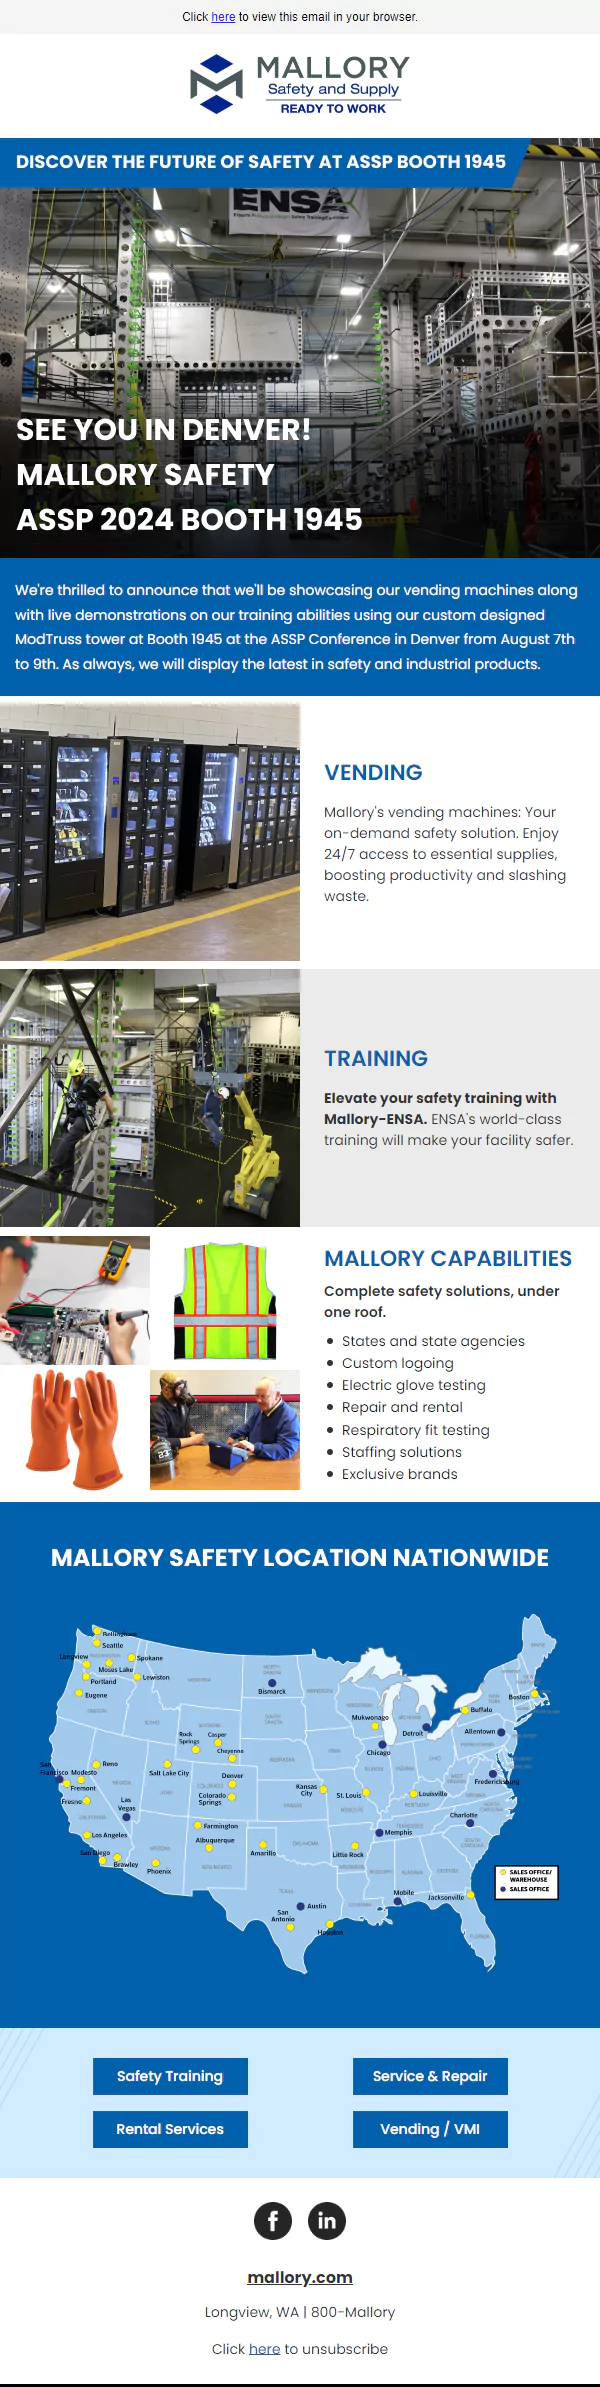 Click here to view this email in your browser.
MALLORY
Safety and Supply
READY TO WORK
DISCOVER THE FUTURE OF SAFETY AT ASSP BOOTH 1945
ENSA
SEE YOU IN DENVER!
MALLORY SAFETY
ASSP 2024 BOOTH 1945
We're thrilled to announce that we'll be showcasing our vending machines along
with live demonstrations on our training abilities using our custom designed
ModTruss tower at Booth 1945 at the ASSP Conference in Denver from August 7th
to 9th. As always, we will display the latest in safety and industrial products.
VENDING
Mallory's vending machines: Your
on-demand safety solution. Enjoy
24/7 access to essential supplies,
boosting productivity and slashing
waste.
TRAINING
Elevate your safety training with
Mallory-ENSA. ENSA's world-class
training will make your facility safer.
MALLORY CAPABILITIES
Complete safety solutions, under
one roof.
• States and state agencies
• Custom logoing
• Electric glove testing
• Repair and rental
• Respiratory fit testing
• Staffing solutions
• Exclusive brands
23
MALLORY SAFETY LOCATION NATIONWIDE
Bellingham
Seattle
Longview
Spokane
Moses Lake
Portland
Lewiston
Eugene
Bismarck
Mukwonago
Buffalo
Boston
Detroit
Allentown
Chicago
Rock
Springs
Casper
Cheyenne
San
Francisco
Modesto
Reno
Salt Lake City
Denver
Fredericksburg
Fremont
Colorado
Springs
Kansas
City
St. Louis
Louisville
Fresno
Las
Vegas
Charlotte
Farmington
Memphis
Los Angeles
Albuquerque
Amarillo
Little Rock
San Diego
Brawley
Phoenix
Mobile
Jacksonville
Austin
San
Antonio
Houston
SALES OFFICE/
WAREHOUSE
SALES OFFICE
Safety Training
Service & Repair
Rental Services
Vending / VMI
f
in
mallory.com
Longview, WA | 800-Mallory
Click here to unsubscribe